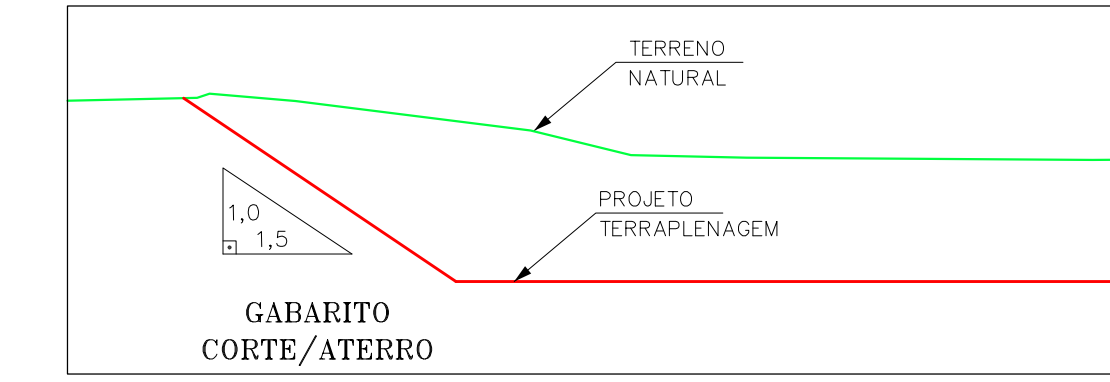 TERRENO
NATURAL
1,0
1,5
PROJETO
TERRAPLENAGEM
GABARITO
CORTE/ATERRO